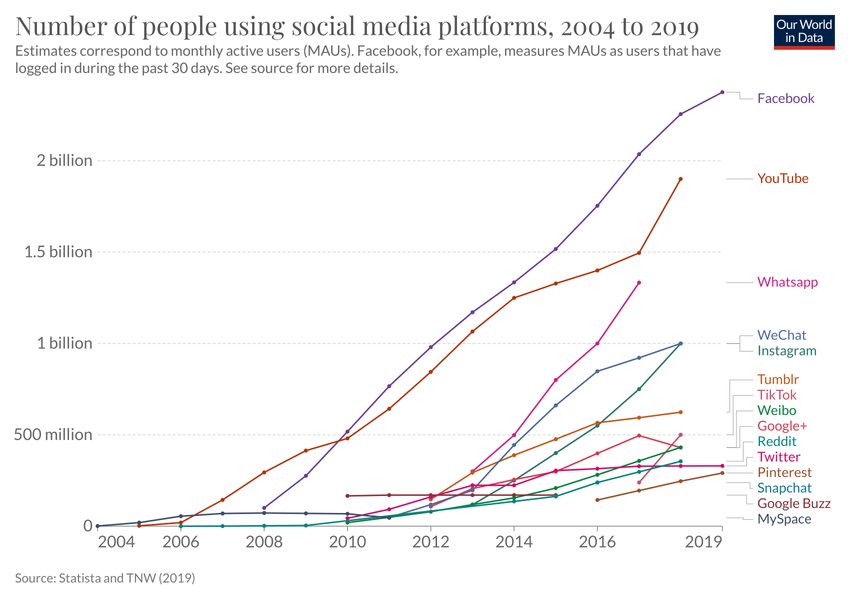 Number of people using social media platforms, 2004 to 2019
Our World
in Data
Estimates correspond to monthly active users (MAUs). Facebook, for example, measures MAUs as users that have
logged in during the past 30 days. See source for more details.
Facebook
2 billion
YouTube
1.5 billion
Whatsapp
WeChat
1 billion
Instagram
Tumblr
TikTok
Weibo
Google+
500 million
Reddit
Twitter
Pinterest
Snapchat
Google Buzz
MySpace
0
2004
2006
2008
2010
2012
2014
2016
2019
Source: Statista and TNW (2019)